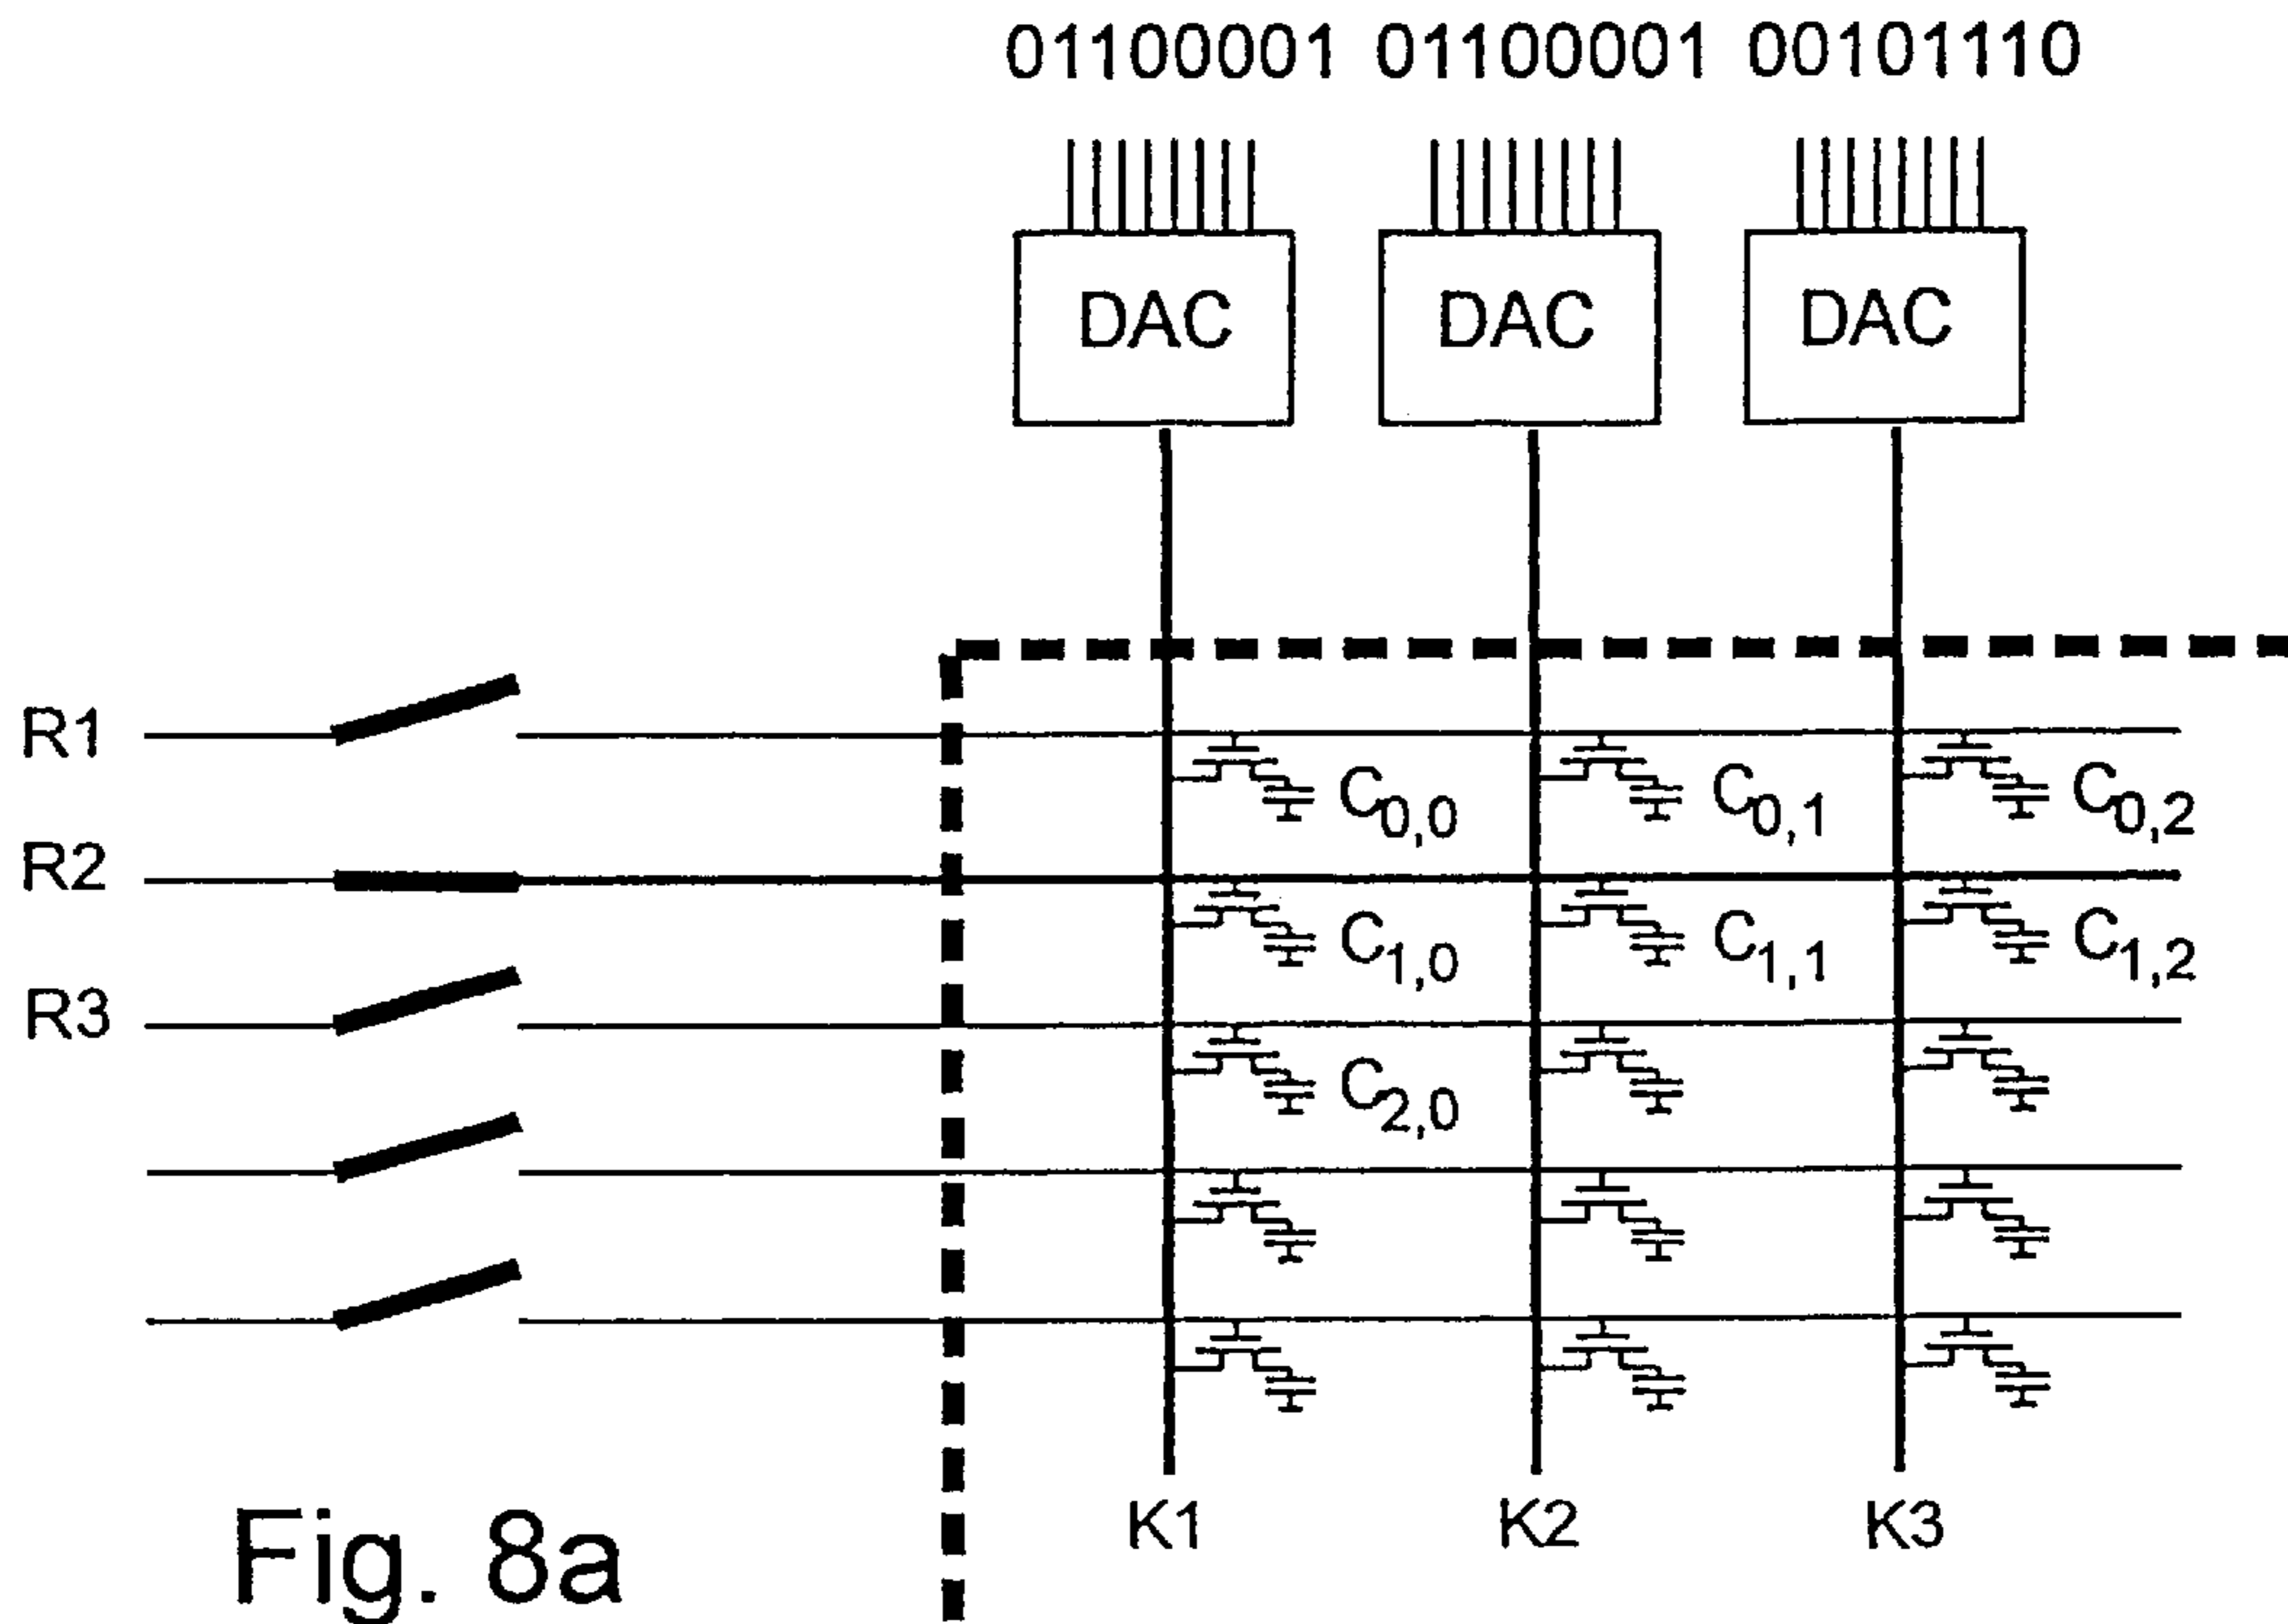 01100001 01100001 00101110
DAC DAC DAC
R1
C0,0 C0,1 C0,2
R2
C1,0 C1,1 C1,2
R3
C2,0
K1 K2 K3
Fig. 8a